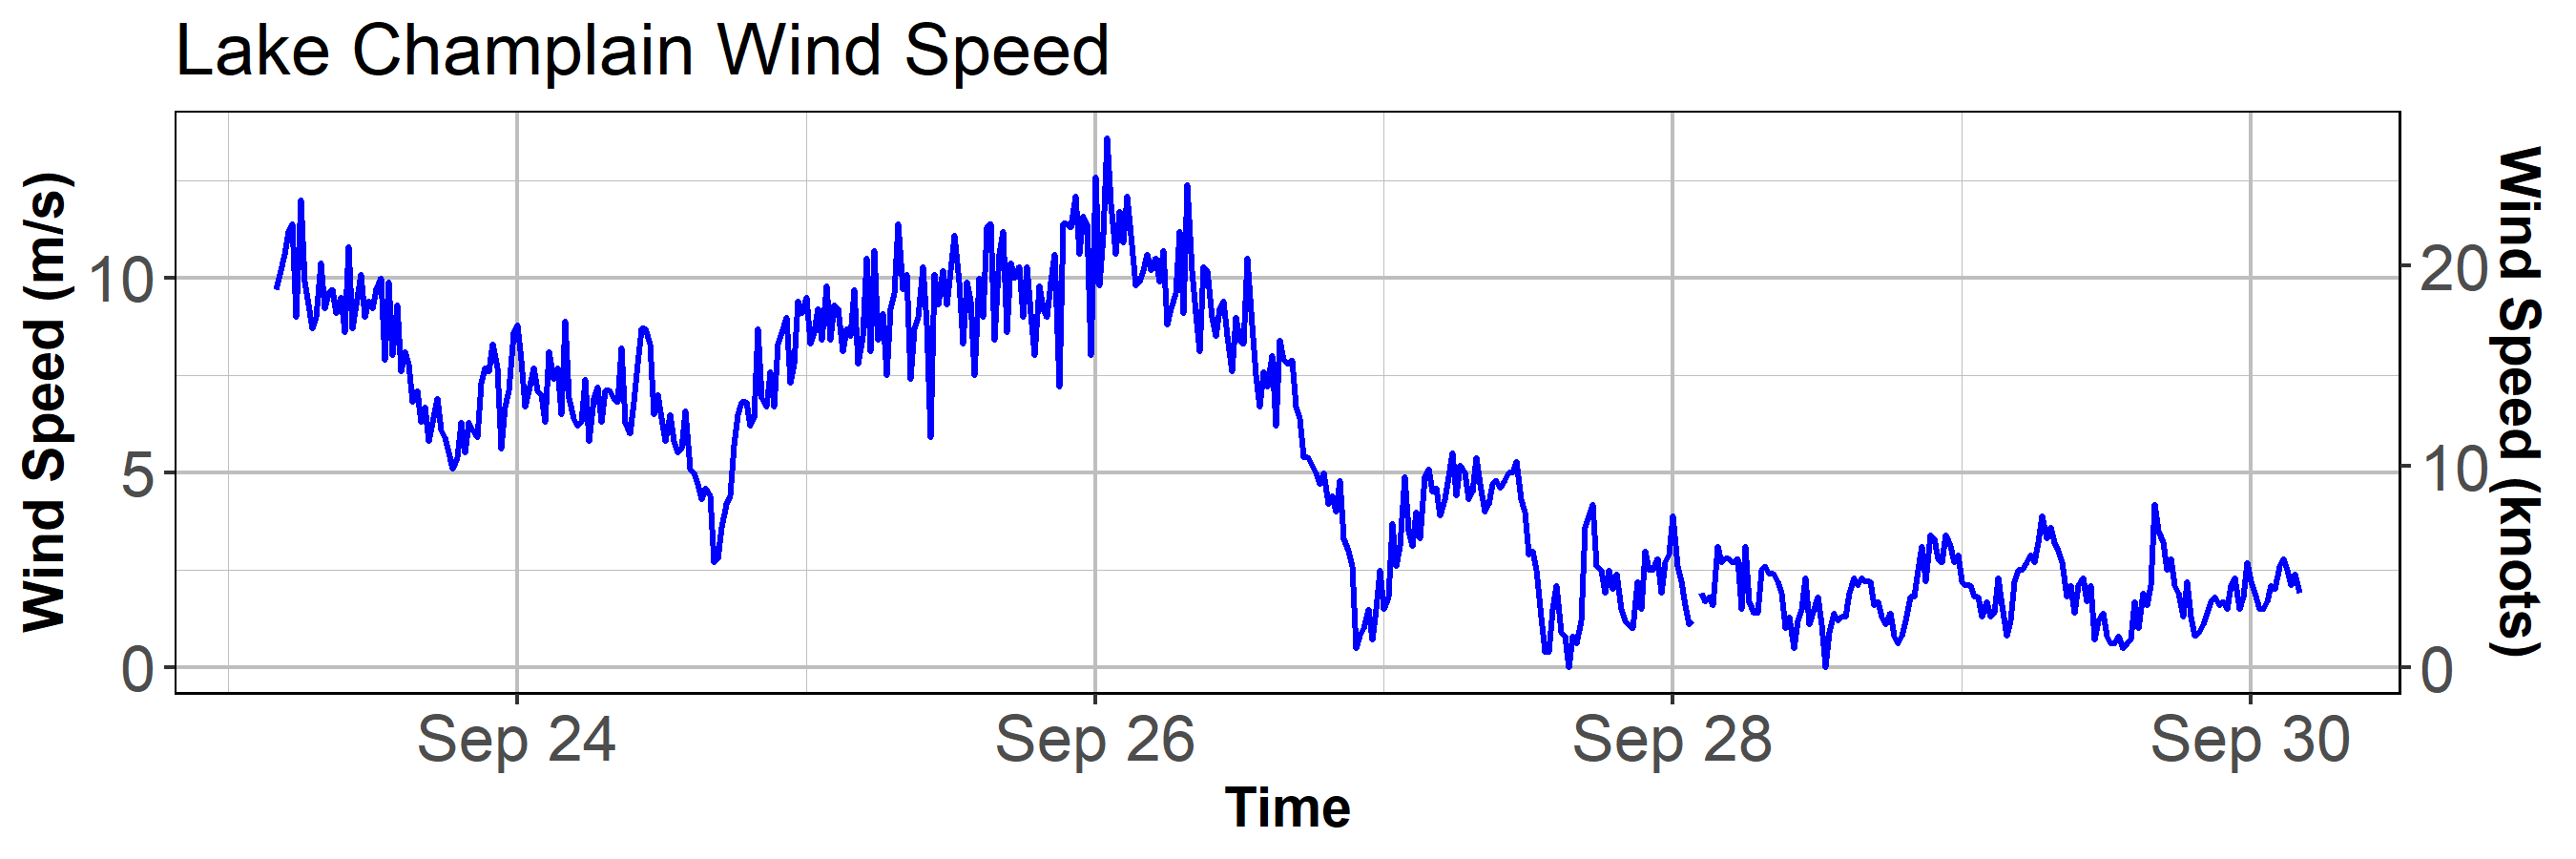 Lake Champlain Wind Speed
Wind Speed (m/s)
10
5
0
20
10
0
Wind Speed (knots)
Sep 24
Sep 26
Sep 28
Sep 30
Time